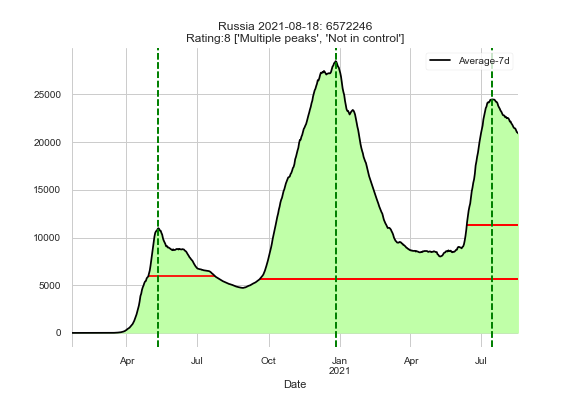 Russia 2021-08-18: 6572246
Rating:8 ['Multiple peaks', 'Not in control']
Average-7d
25000
20000
15000
10000
5000
0
Apr
Jul
Oct
Jan
2021
Apr
Jul
Date